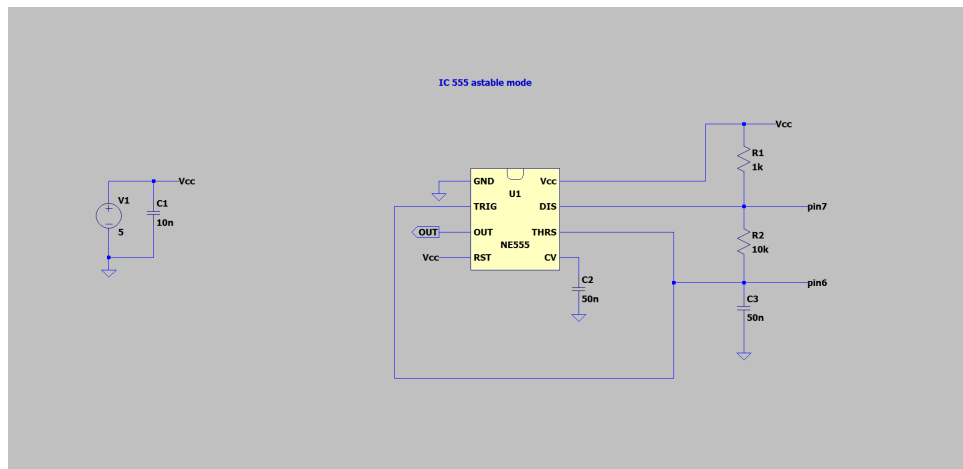 IC 555 astable mode
Vcc
V1
5
C1
10n
GND
TRIG
OUT
RST
U1
NE555
Vcc
DIS
THRS
CV
OUT
Vcc
C2
50n
Vcc
R1
1k
pin7
R2
10k
pin6
C3
50n